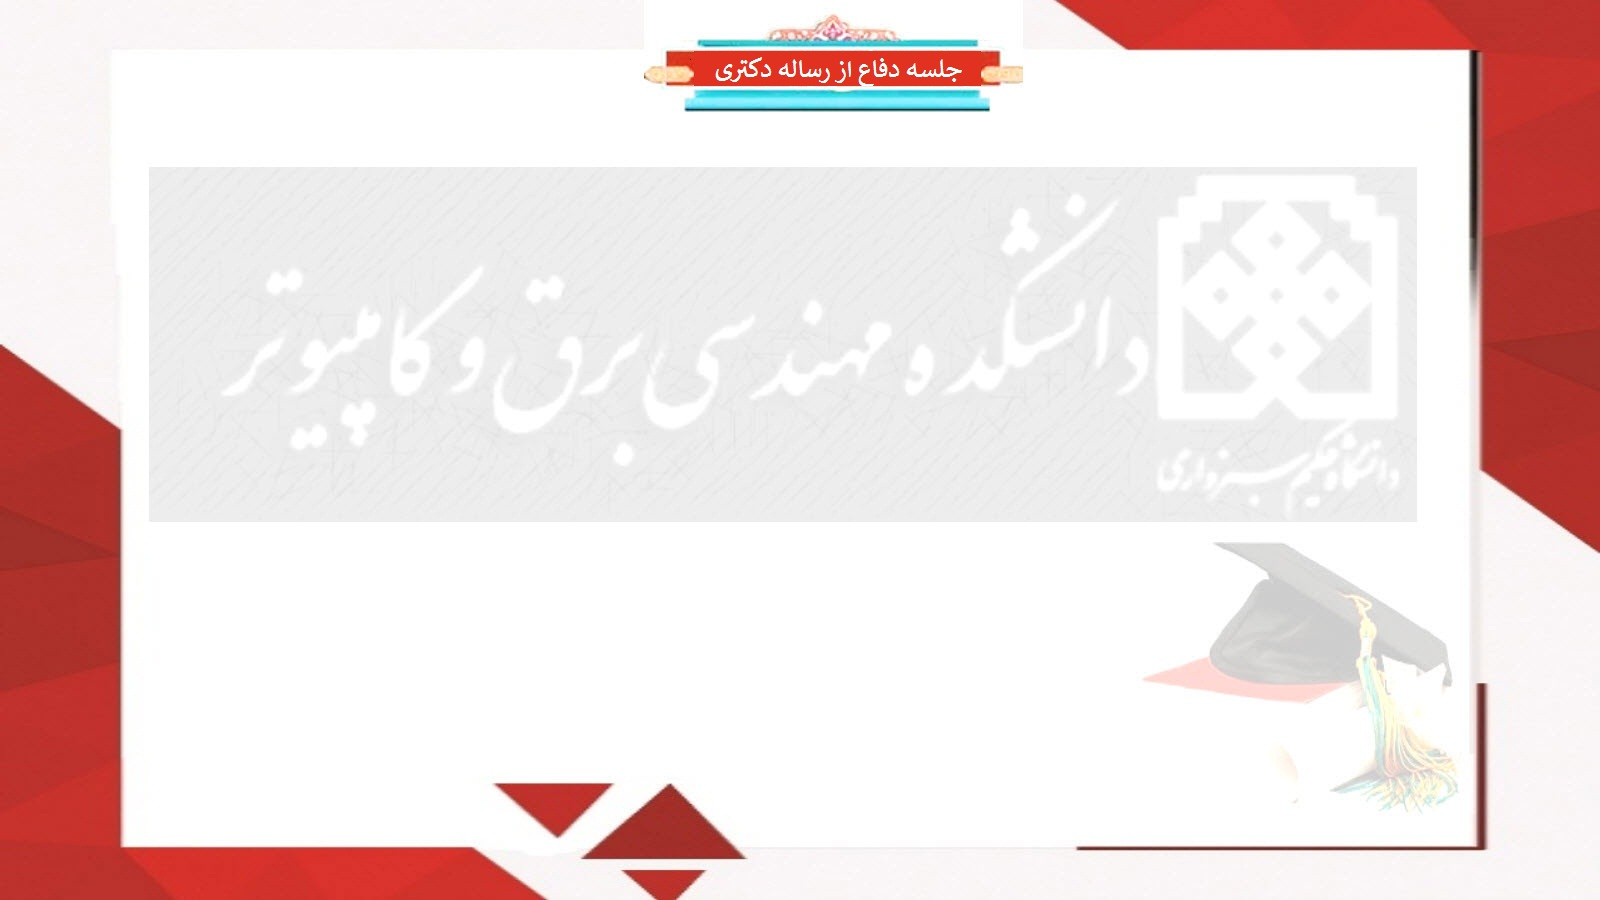 جلسه دفاع از رساله دکتری
دانشکده مهندسی برق و کامپیوتر
دانشگاه حکیم سبزواری